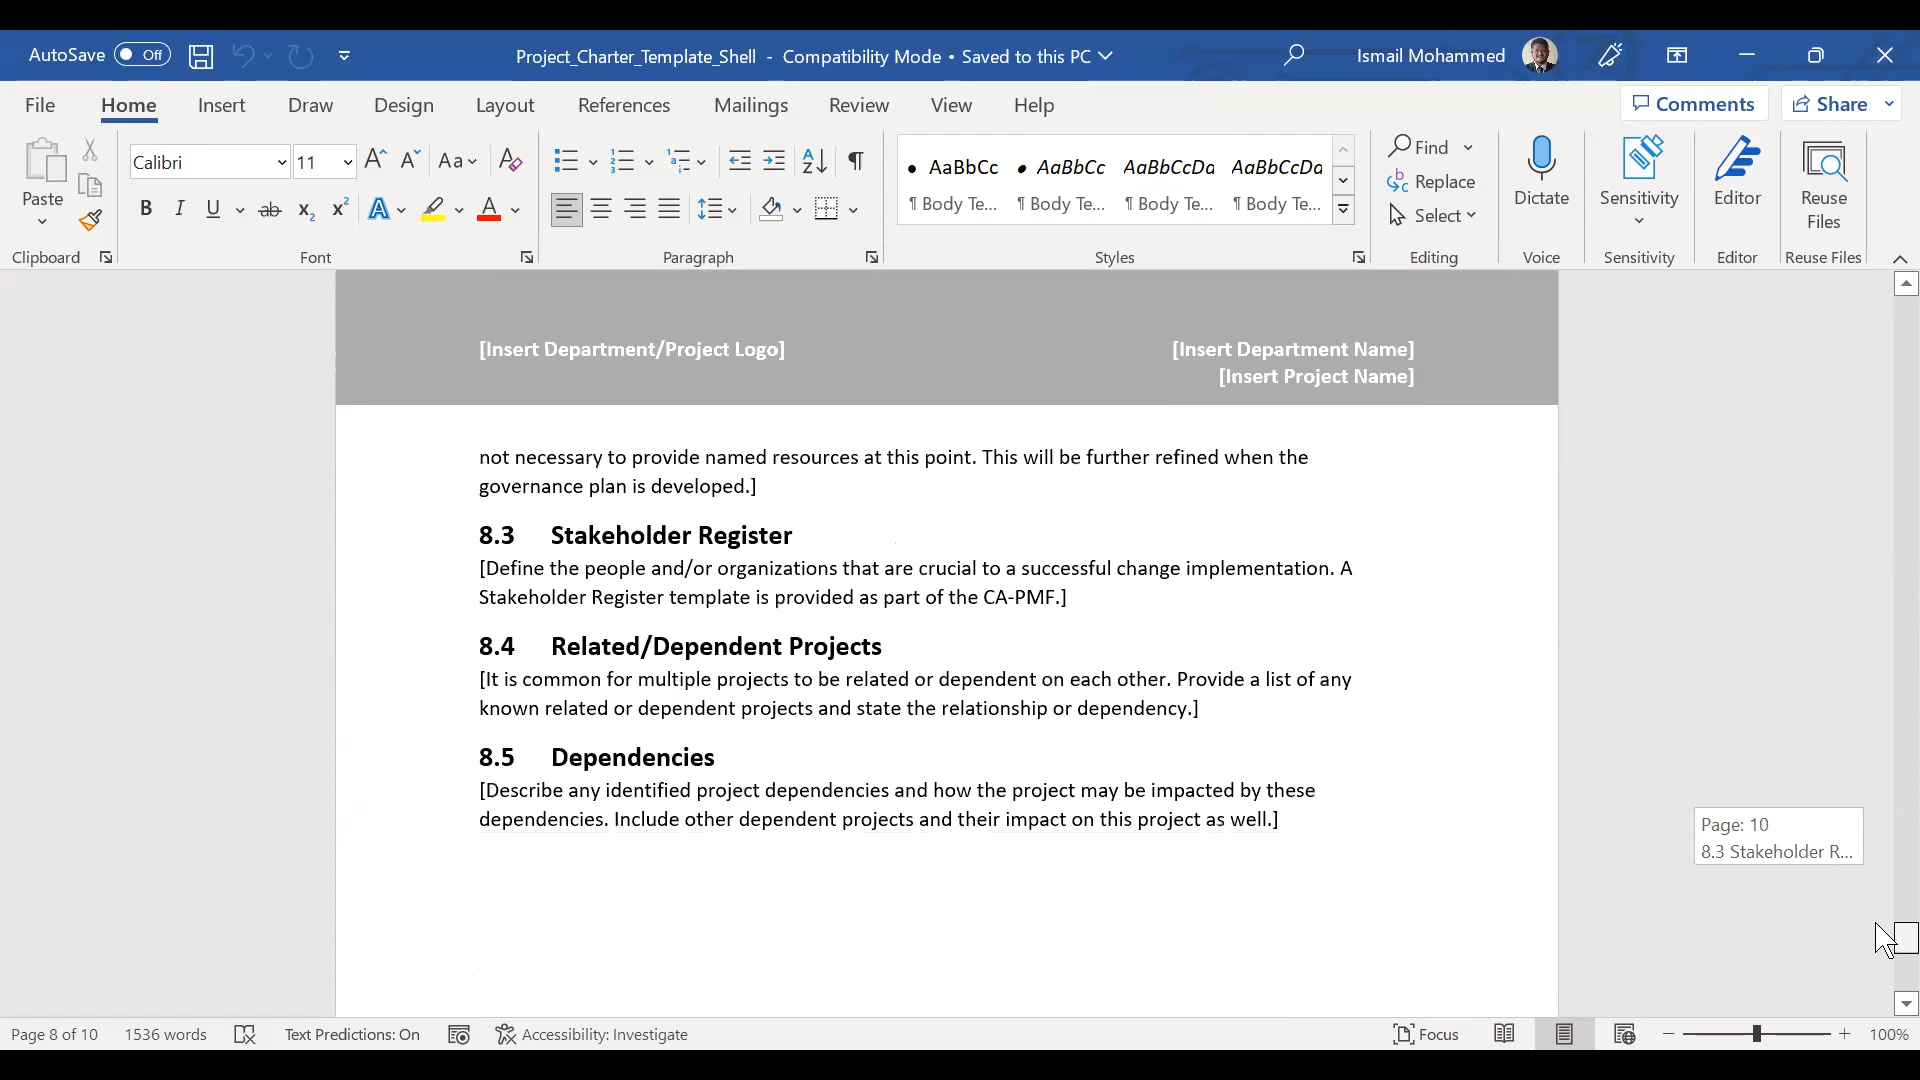 AutoSave Off Project_Charter_Template_Shell - Compatibility Mode • Saved to this PC Ismail Mohammed
File Home Insert Draw Design Layout References Mailings Review View Help Comments Share
Calibri 11 Aa
AaBbCc AaBbCc AaBbCcDd AaBbCcDd
Find
Paste
B I U ab x₂ x² A A
¶ Body Te... ¶ Body Te... ¶ Body Te... ¶ Body Te...
Replace
Select
Dictate Sensitivity Editor Reuse
Files
Clipboard Font Paragraph Styles Editing Voice Sensitivity Editor Reuse Files
[Insert Department/Project Logo] [Insert Department Name]
[Insert Project Name]
not necessary to provide named resources at this point. This will be further refined when the
governance plan is developed.]
8.3 Stakeholder Register
[Define the people and/or organizations that are crucial to a successful change implementation. A
Stakeholder Register template is provided as part of the CA-PMF.]
8.4 Related/Dependent Projects
[It is common for multiple projects to be related or dependent on each other. Provide a list of any
known related or dependent projects and state the relationship or dependency.]
8.5 Dependencies
[Describe any identified project dependencies and how the project may be impacted by these
dependencies. Include other dependent projects and their impact on this project as well.]
Page: 10
8.3 Stakeholder R...
Page 8 of 10 1536 words Text Predictions: On Accessibility: Investigate Focus 100%